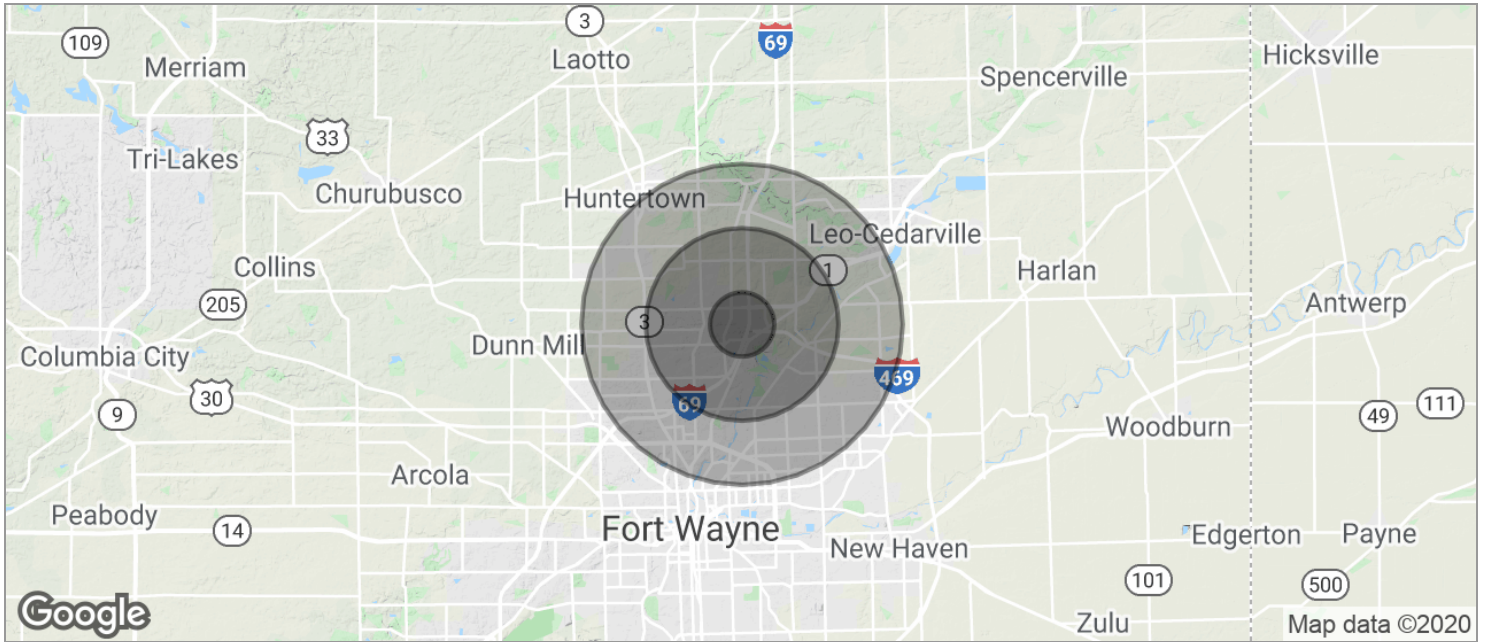 3
109
69
Laotto
Hicksville
Merriam
Spencerville
33
Tri-Lakes
Churubusco
Huntertown
Leo-Cedarville
Collins
1
Harlan
205
Antwerp
3
Dunn Mill
Columbia City
469
30
69
9
111
49
Woodburn
Arcola
Peabody
14
Fort Wayne
Edgerton
Payne
New Haven
101
500
Google
Zulu
Map data ©2020